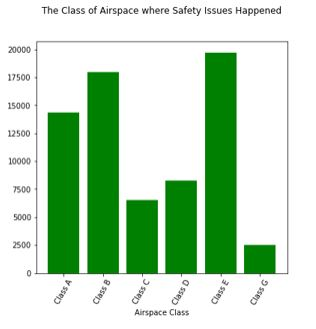 The Class of Airspace where Safety Issues Happened
20000
17500
15000
12500
10000
7500
5000
2500
0
Class A
Class B
Class C
Class D
Class E
Class G
Airspace Class